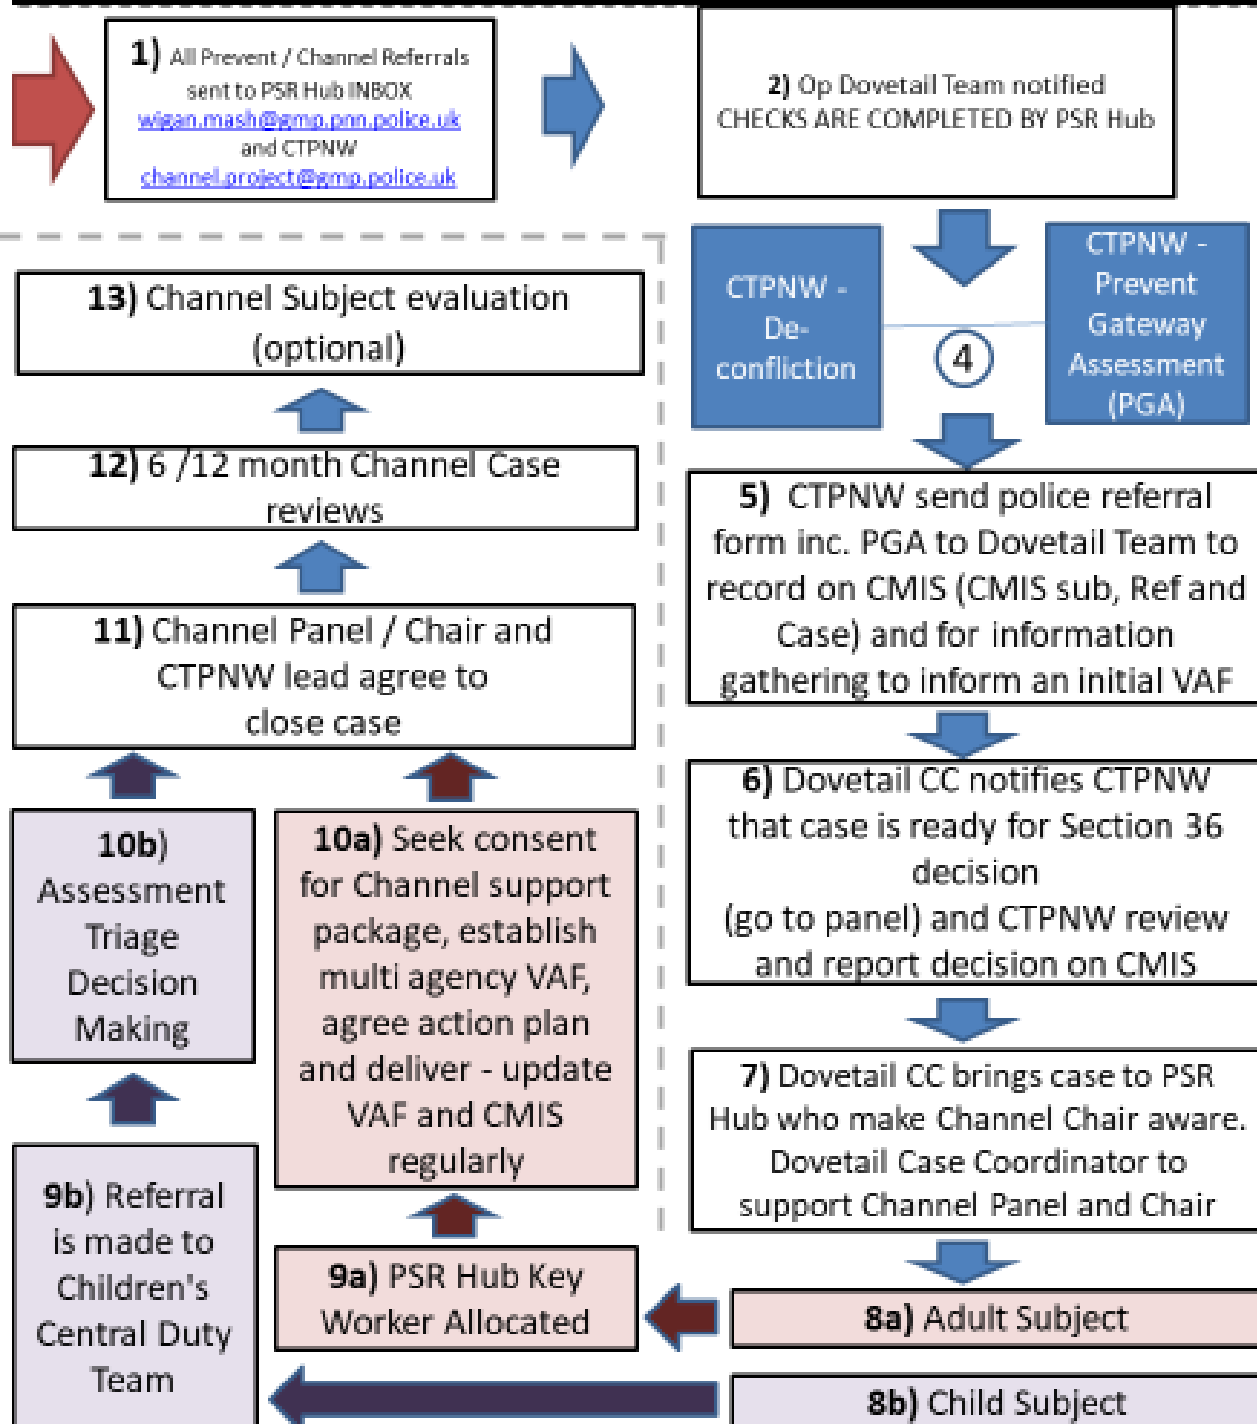 1) All Prevent / Channel Referrals
sent to PSR Hub INBOX
wigan.mash@gmp.pnn.police.uk
and CTPNW
channel.project@gmp.police.uk
2) Op Dovetail Team notified
CHECKS ARE COMPLETED BY PSR Hub
CTPNW -
De-
confliction
4
CTPNW -
Prevent
Gateway
Assessment
(PGA)
5) CTPNW send police referral
form inc. PGA to Dovetail Team to
record on CMIS (CMIS sub, Ref and
Case) and for information
gathering to inform an initial VAF
6) Dovetail CC notifies CTPNW
that case is ready for Section 36
decision
(go to panel) and CTPNW review
and report decision on CMIS
7) Dovetail CC brings case to PSR
Hub who make Channel Chair aware.
Dovetail Case Coordinator to
support Channel Panel and Chair
8a) Adult Subject
8b) Child Subject
9a) PSR Hub Key
Worker Allocated
9b) Referral
is made to
Children's
Central Duty
Team
10a) Seek consent
for Channel support
package, establish
multi agency VAF,
agree action plan
and deliver - update
VAF and CMIS
regularly
10b)
Assessment
Triage
Decision
Making
11) Channel Panel / Chair and
CTPNW lead agree to
close case
12) 6 /12 month Channel Case
reviews
13) Channel Subject evaluation
(optional)